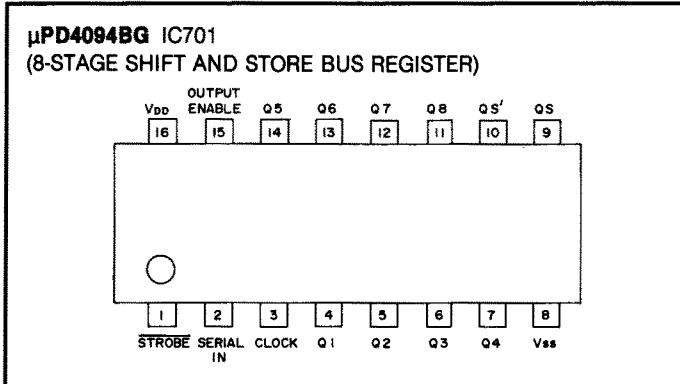 µPD4094BG IC701
(8-STAGE SHIFT AND STORE BUS REGISTER)
OUTPUT
VDD ENABLE Q5 Q6 Q7 Q8 QS' QS
16 15 14 13 12 11 10 9
1 2 3 4 5 6 7 8
STROBE SERIAL CLOCK Q1 Q2 Q3 Q4 Vss
IN